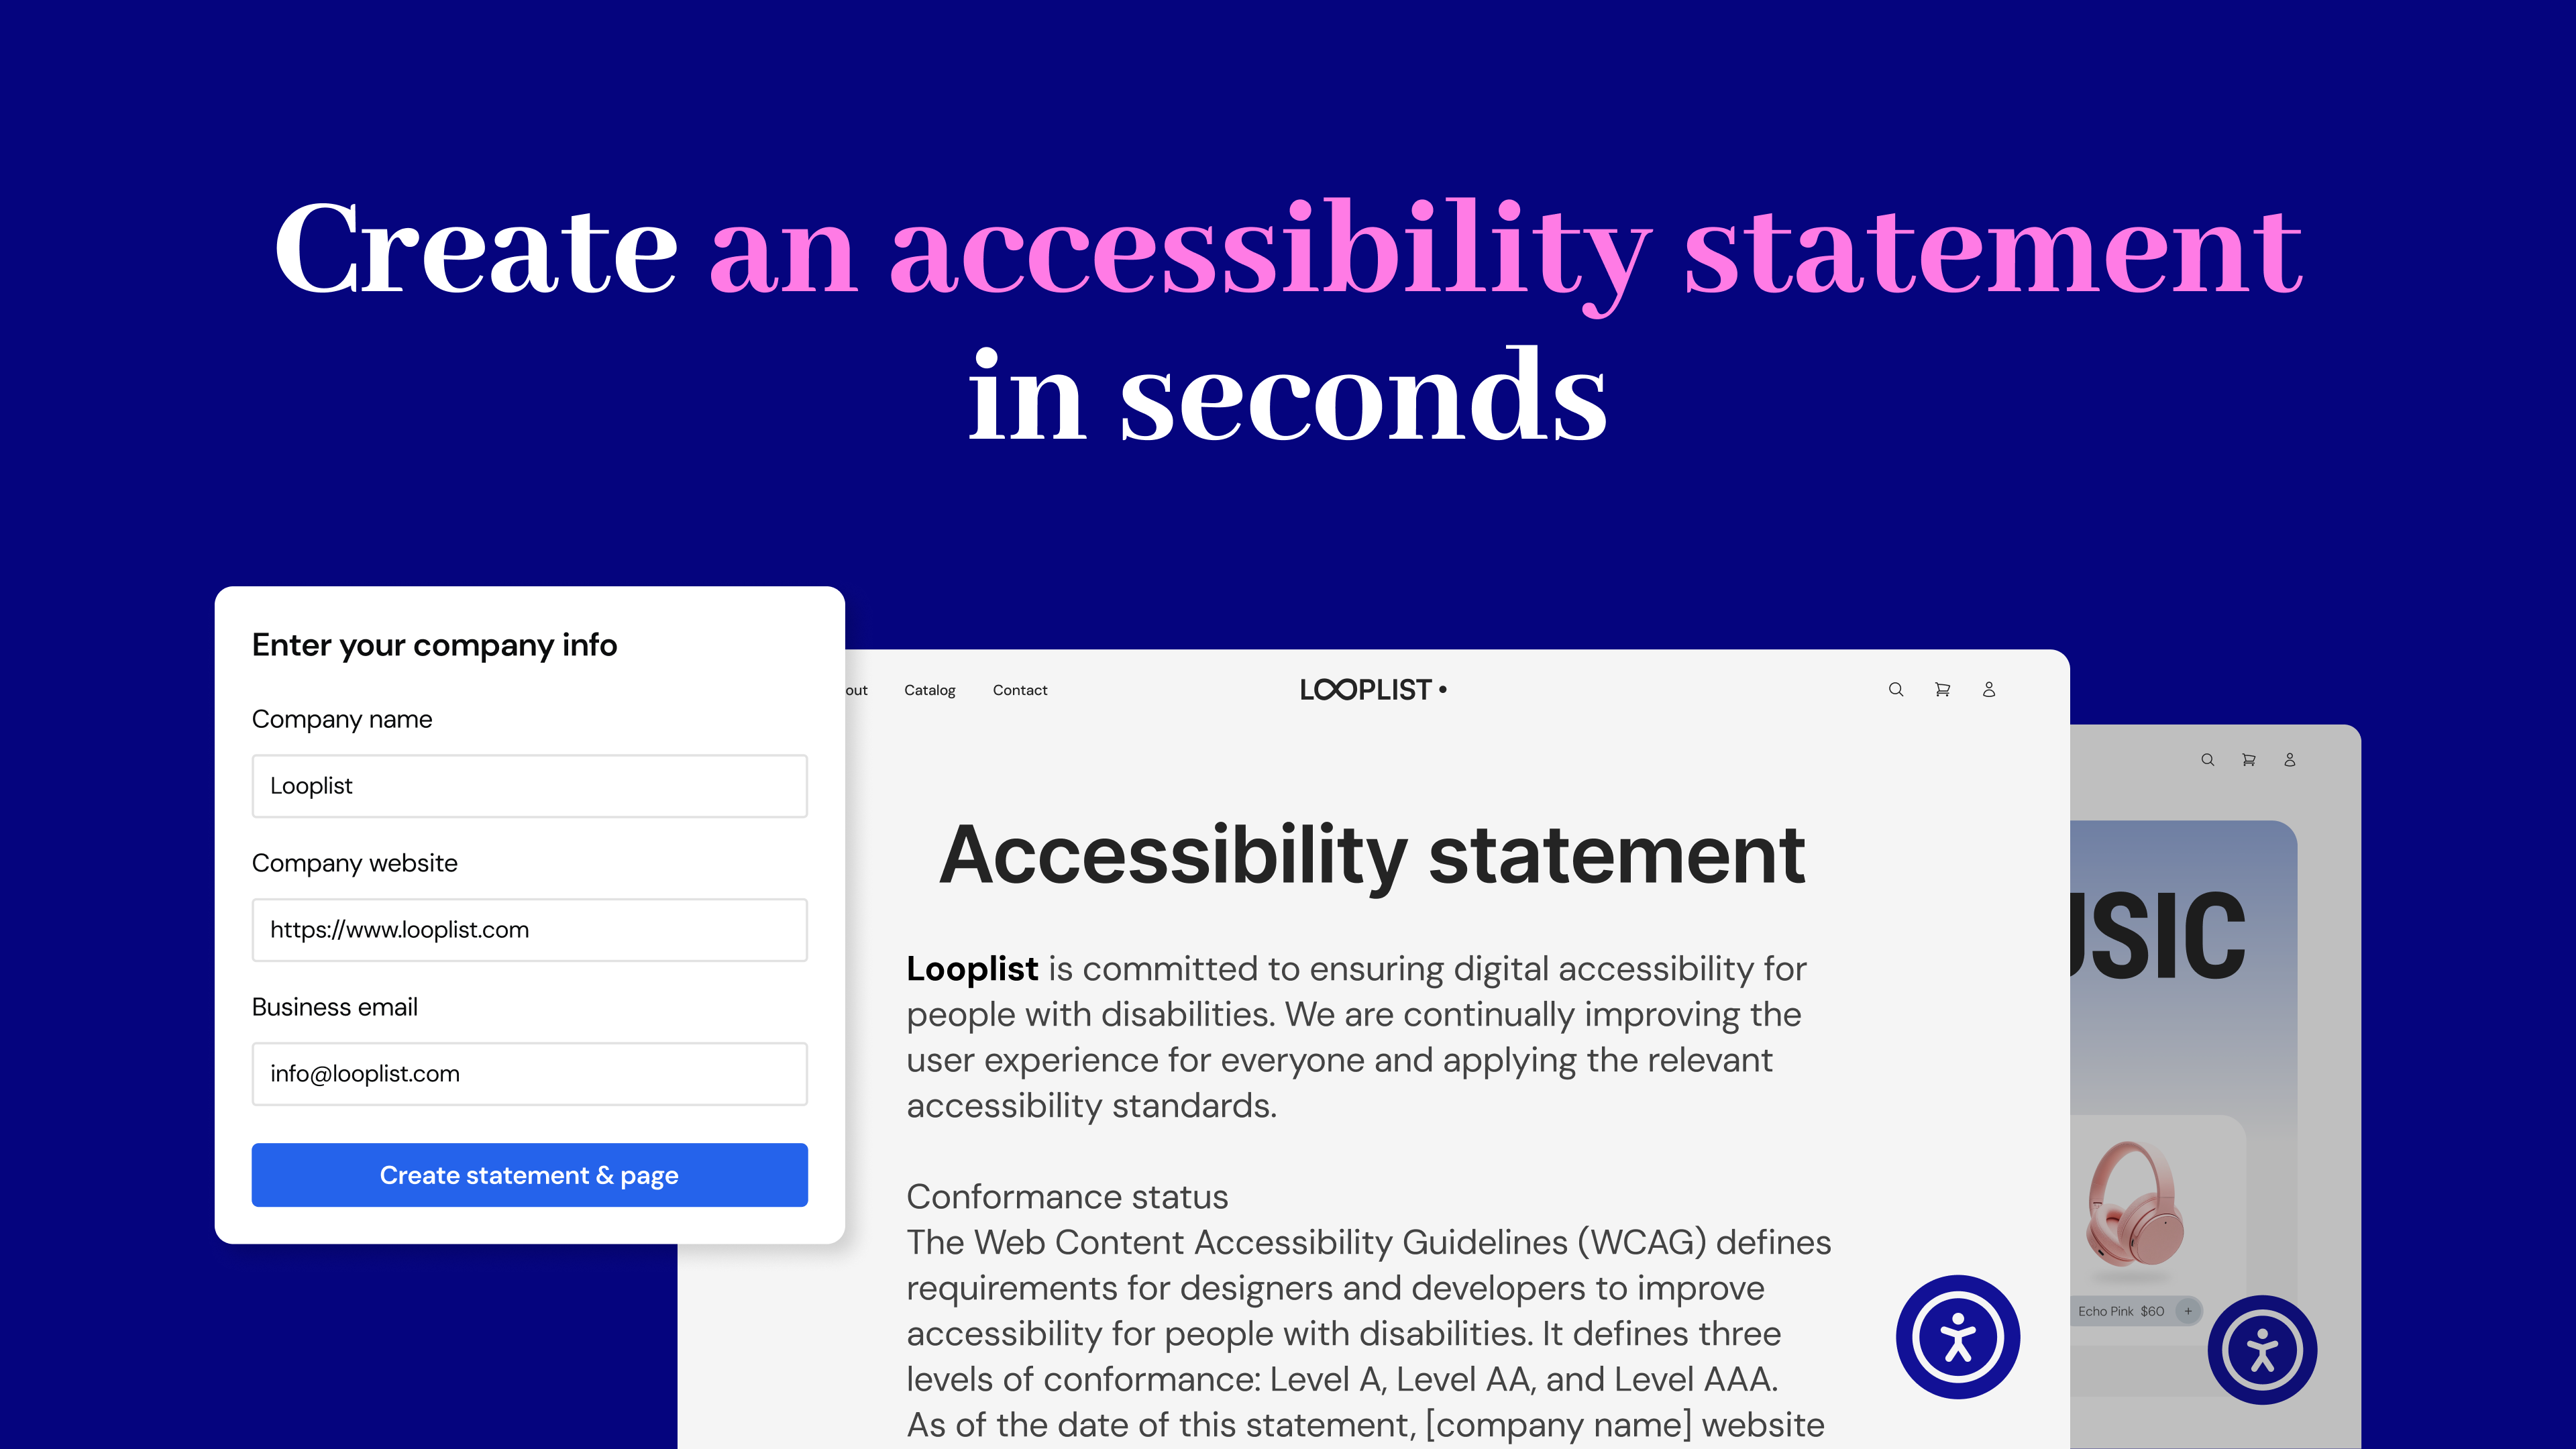 Create an accessibility statement
in seconds
Enter your company info
Company name
Looplist
Company website
https://www.looplist.com
Business email
info@looplist.com
Create statement & page
out Catalog Contact
LOOPLIST
Accessibility statement
Looplist is committed to ensuring digital accessibility for
people with disabilities. We are continually improving the
user experience for everyone and applying the relevant
accessibility standards.
Conformance status
The Web Content Accessibility Guidelines (WCAG) defines
requirements for designers and developers to improve
accessibility for people with disabilities. It defines three
levels of conformance: Level A, Level AA, and Level AAA.
As of the date of this statement, [company name] website
USIC
Echo Pink $60 +